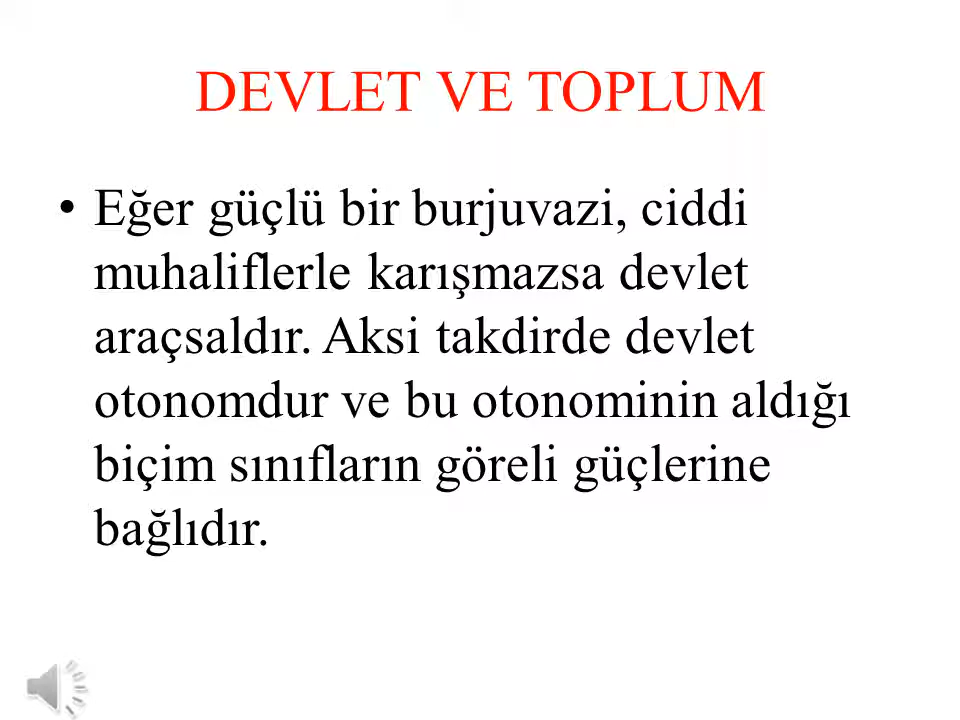 DEVLET VE TOPLUM
• Eğer güçlü bir burjuvazi, ciddi
muhaliflerle karışmazsa devlet
araçsaldır. Aksi takdirde devlet
otonomdur ve bu otonominin aldığı
biçim sınıfların göreli güçlerine
bağlıdır.